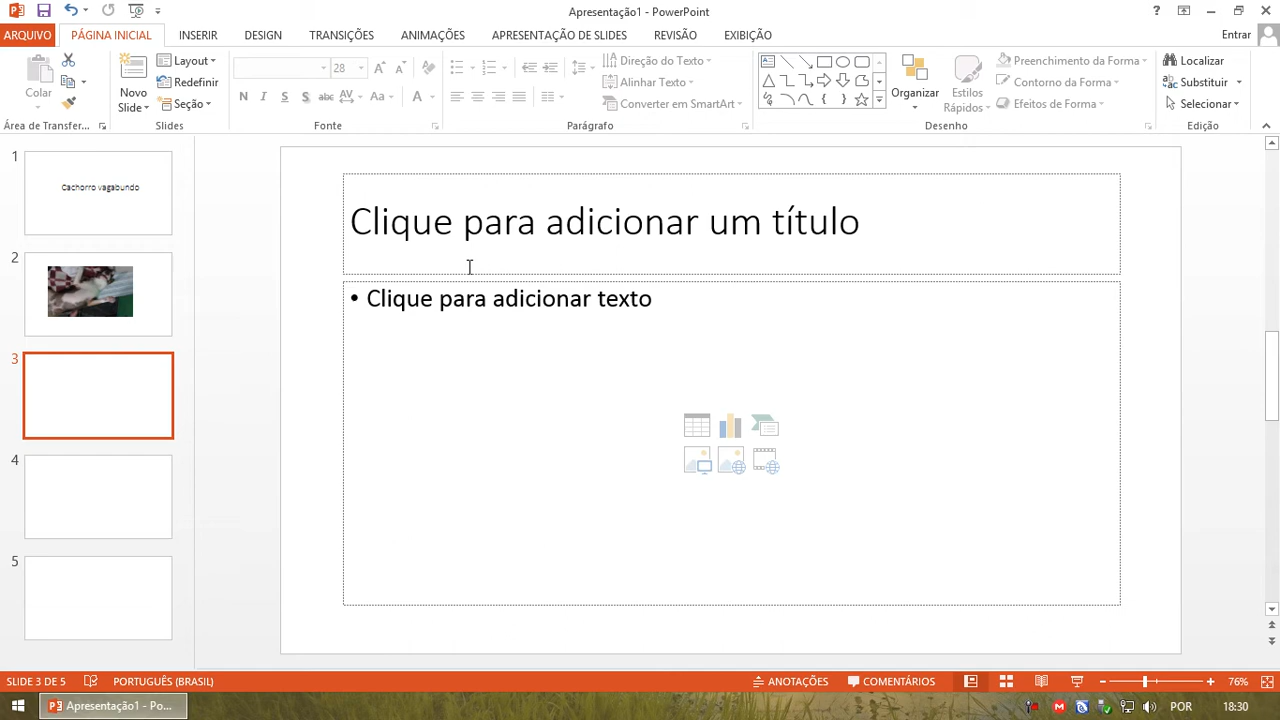 Apresentação1 - PowerPoint
?
ARQUIVO PÁGINA INICIAL INSERIR DESIGN TRANSIÇÕES ANIMAÇÕES APRESENTAÇÃO DE SLIDES REVISÃO EXIBIÇÃO Entrar
Colar
Novo
Slide
Layout
Redefinir
Seção
28
N I S S abc AV Aa A
Direção do Texto
Alinhar Texto
Converter em SmartArt
Organizar
Estilos
Rápidos
Preenchimento da Forma
Contorno da Forma
Efeitos de Forma
Localizar
Substituir
Selecionar
Área de Transfer... Slides Fonte Parágrafo Desenho Edição
1
Cachorro vagabundo
2
3
4
5
Clique para adicionar um título
• Clique para adicionar texto
SLIDE 3 DE 5 PORTUGUÊS (BRASIL) ANOTAÇÕES COMENTÁRIOS 76%
Apresentação1 - Po... POR 18:30